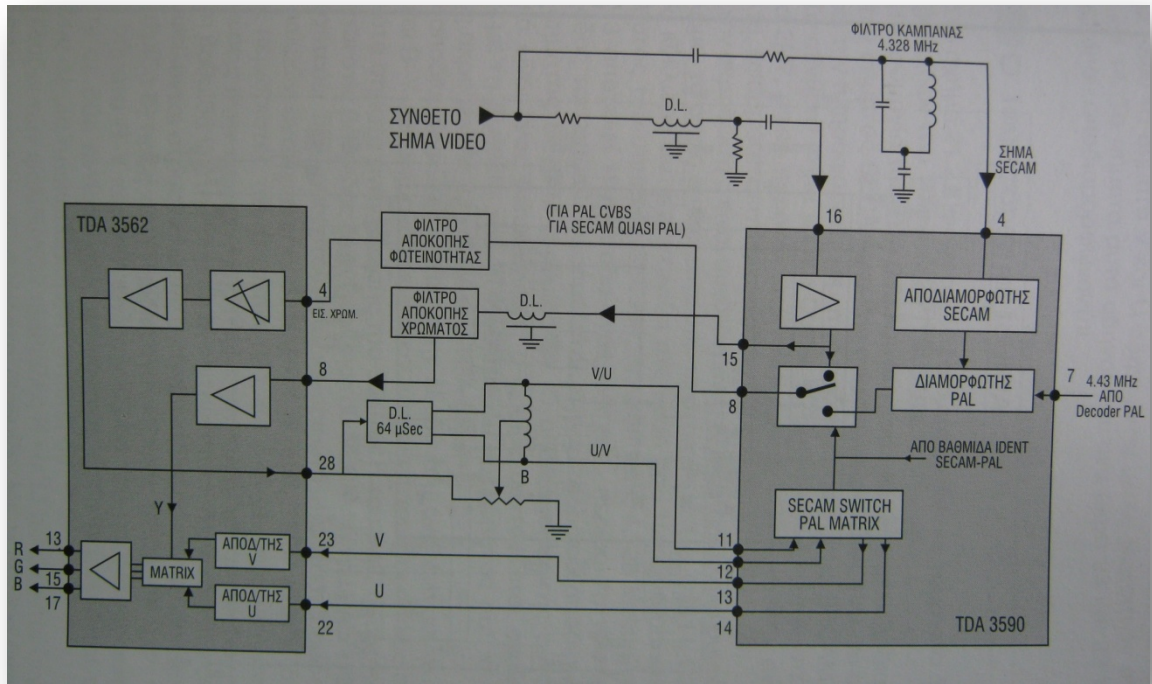 ΦΙΛΤΡΟ ΚΑΜΠΑΝΑΣ
4.328 MHz
ΣΥΝΘΕΤΟ
ΣΗΜΑ VIDEO
D.L.
ΣΗΜΑ
SECAM
TDA 3562
ΦΙΛΤΡΟ
ΑΠΟΚΟΠΗΣ
ΦΩΤΕΙΝΟΤΗΤΑΣ
(ΓΙΑ PAL CVBS
ΓΙΑ SECAM QUASI PAL)
16
4
4
ΕΙΣ. ΧΡΩΜ.
ΦΙΛΤΡΟ
ΑΠΟΚΟΠΗΣ
ΧΡΩΜΑΤΟΣ
D.L.
ΑΠΟΔΙΑΜΟΡΦΩΤΗΣ
SECAM
15
8
V/U
8
ΔΙΑΜΟΡΦΩΤΗΣ
PAL
7
4.43 MHz
ΑΠΟ
Decoder PAL
D.L.
64 μSec
U/V
B
ΑΠΟ ΒΑΘΜΙΔΑ IDENT
SECAM-PAL
28
Y
SECAM SWITCH
PAL MATRIX
R
13
G
15
B
17
MATRIX
ΑΠΟΔ/ΤΗΣ
V
23
V
11
12
ΑΠΟΔ/ΤΗΣ
U
22
U
13
14
TDA 3590